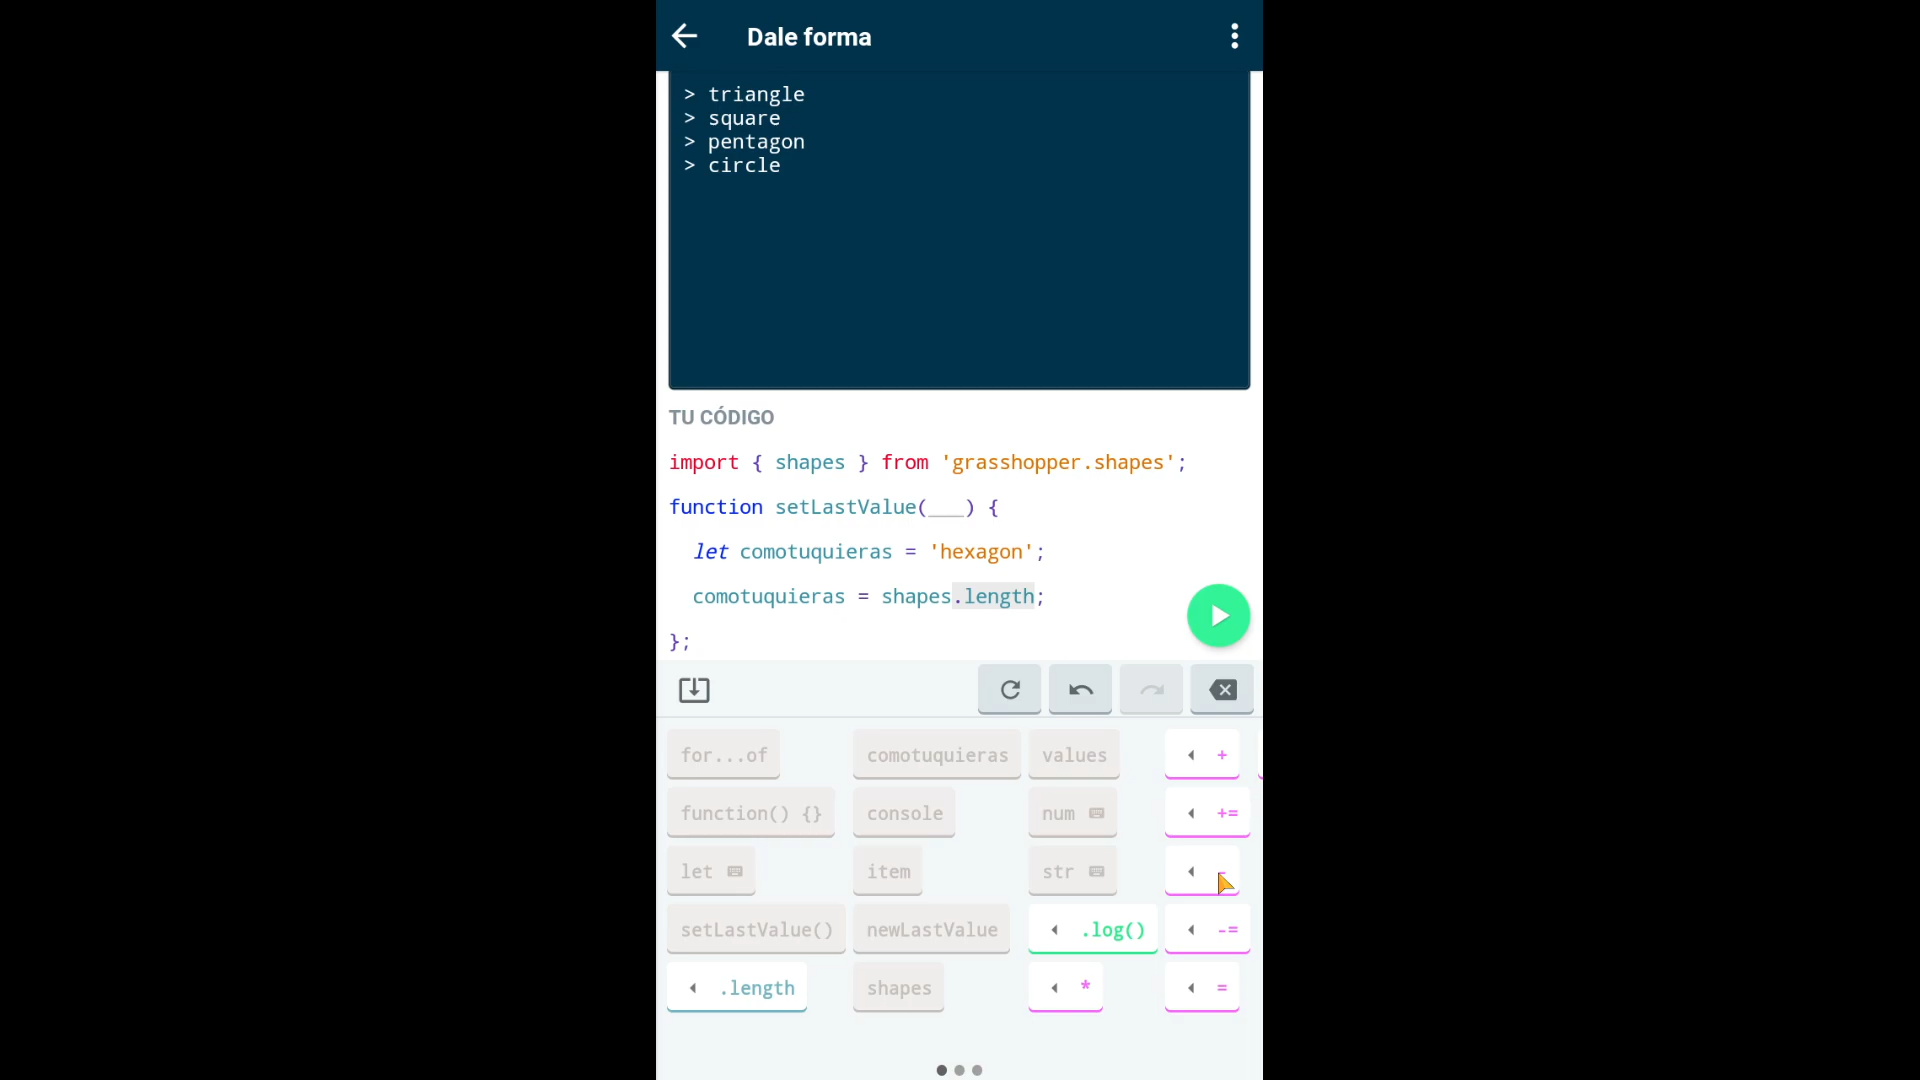 Dale forma
> triangle
> square
> pentagon
> circle
TU CÓDIGO
import { shapes } from 'grasshopper.shapes';
function setLastValue(___) {
let comotuquieras = 'hexagon';
comotuquieras = shapes.length;
};
for...of comotuquieras values +
function() {} console num +=
let item str -
setLastValue() newLastValue .log() -=
.length shapes * =